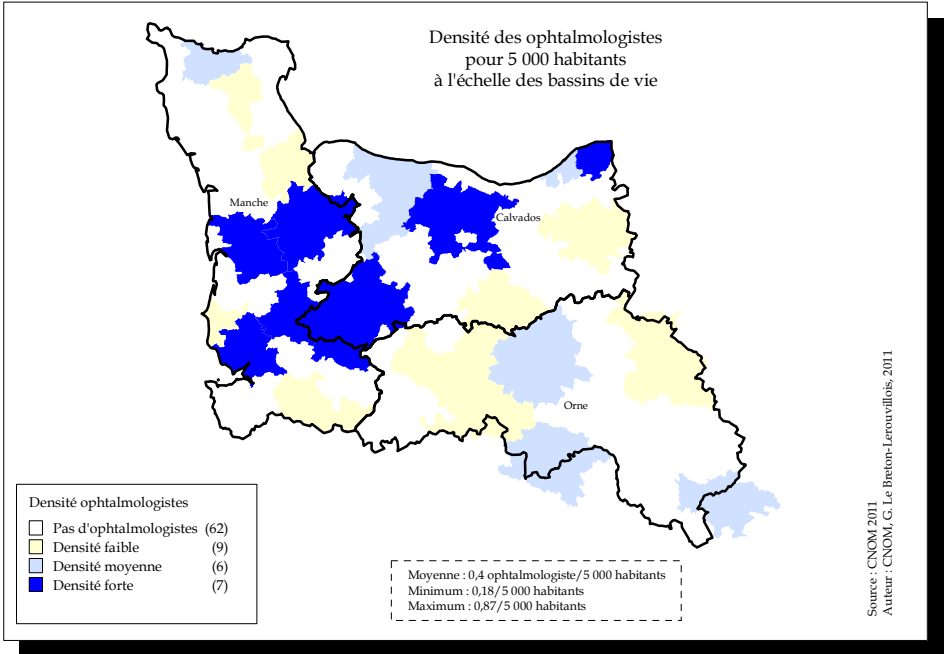 Densité des ophtalmologistes
pour 5 000 habitants
à l'échelle des bassins de vie
Manche
Calvados
Orne
Densité ophtalmologistes
Pas d'ophtalmologistes (62)
Densité faible (9)
Densité moyenne (6)
Densité forte (7)
Moyenne : 0,4 ophtalmologiste/5 000 habitants
Minimum : 0,18/5 000 habitants
Maximum : 0,87/5 000 habitants
Source : CNOM 2011
Auteur : CNOM, G. Le Breton-Lerouvillois, 2011